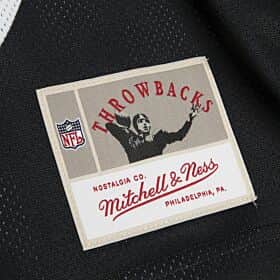 THROWBACKS
NFL
NOSTALGIA CO.
Mitchell & Ness
PHILADELPHIA, PA.